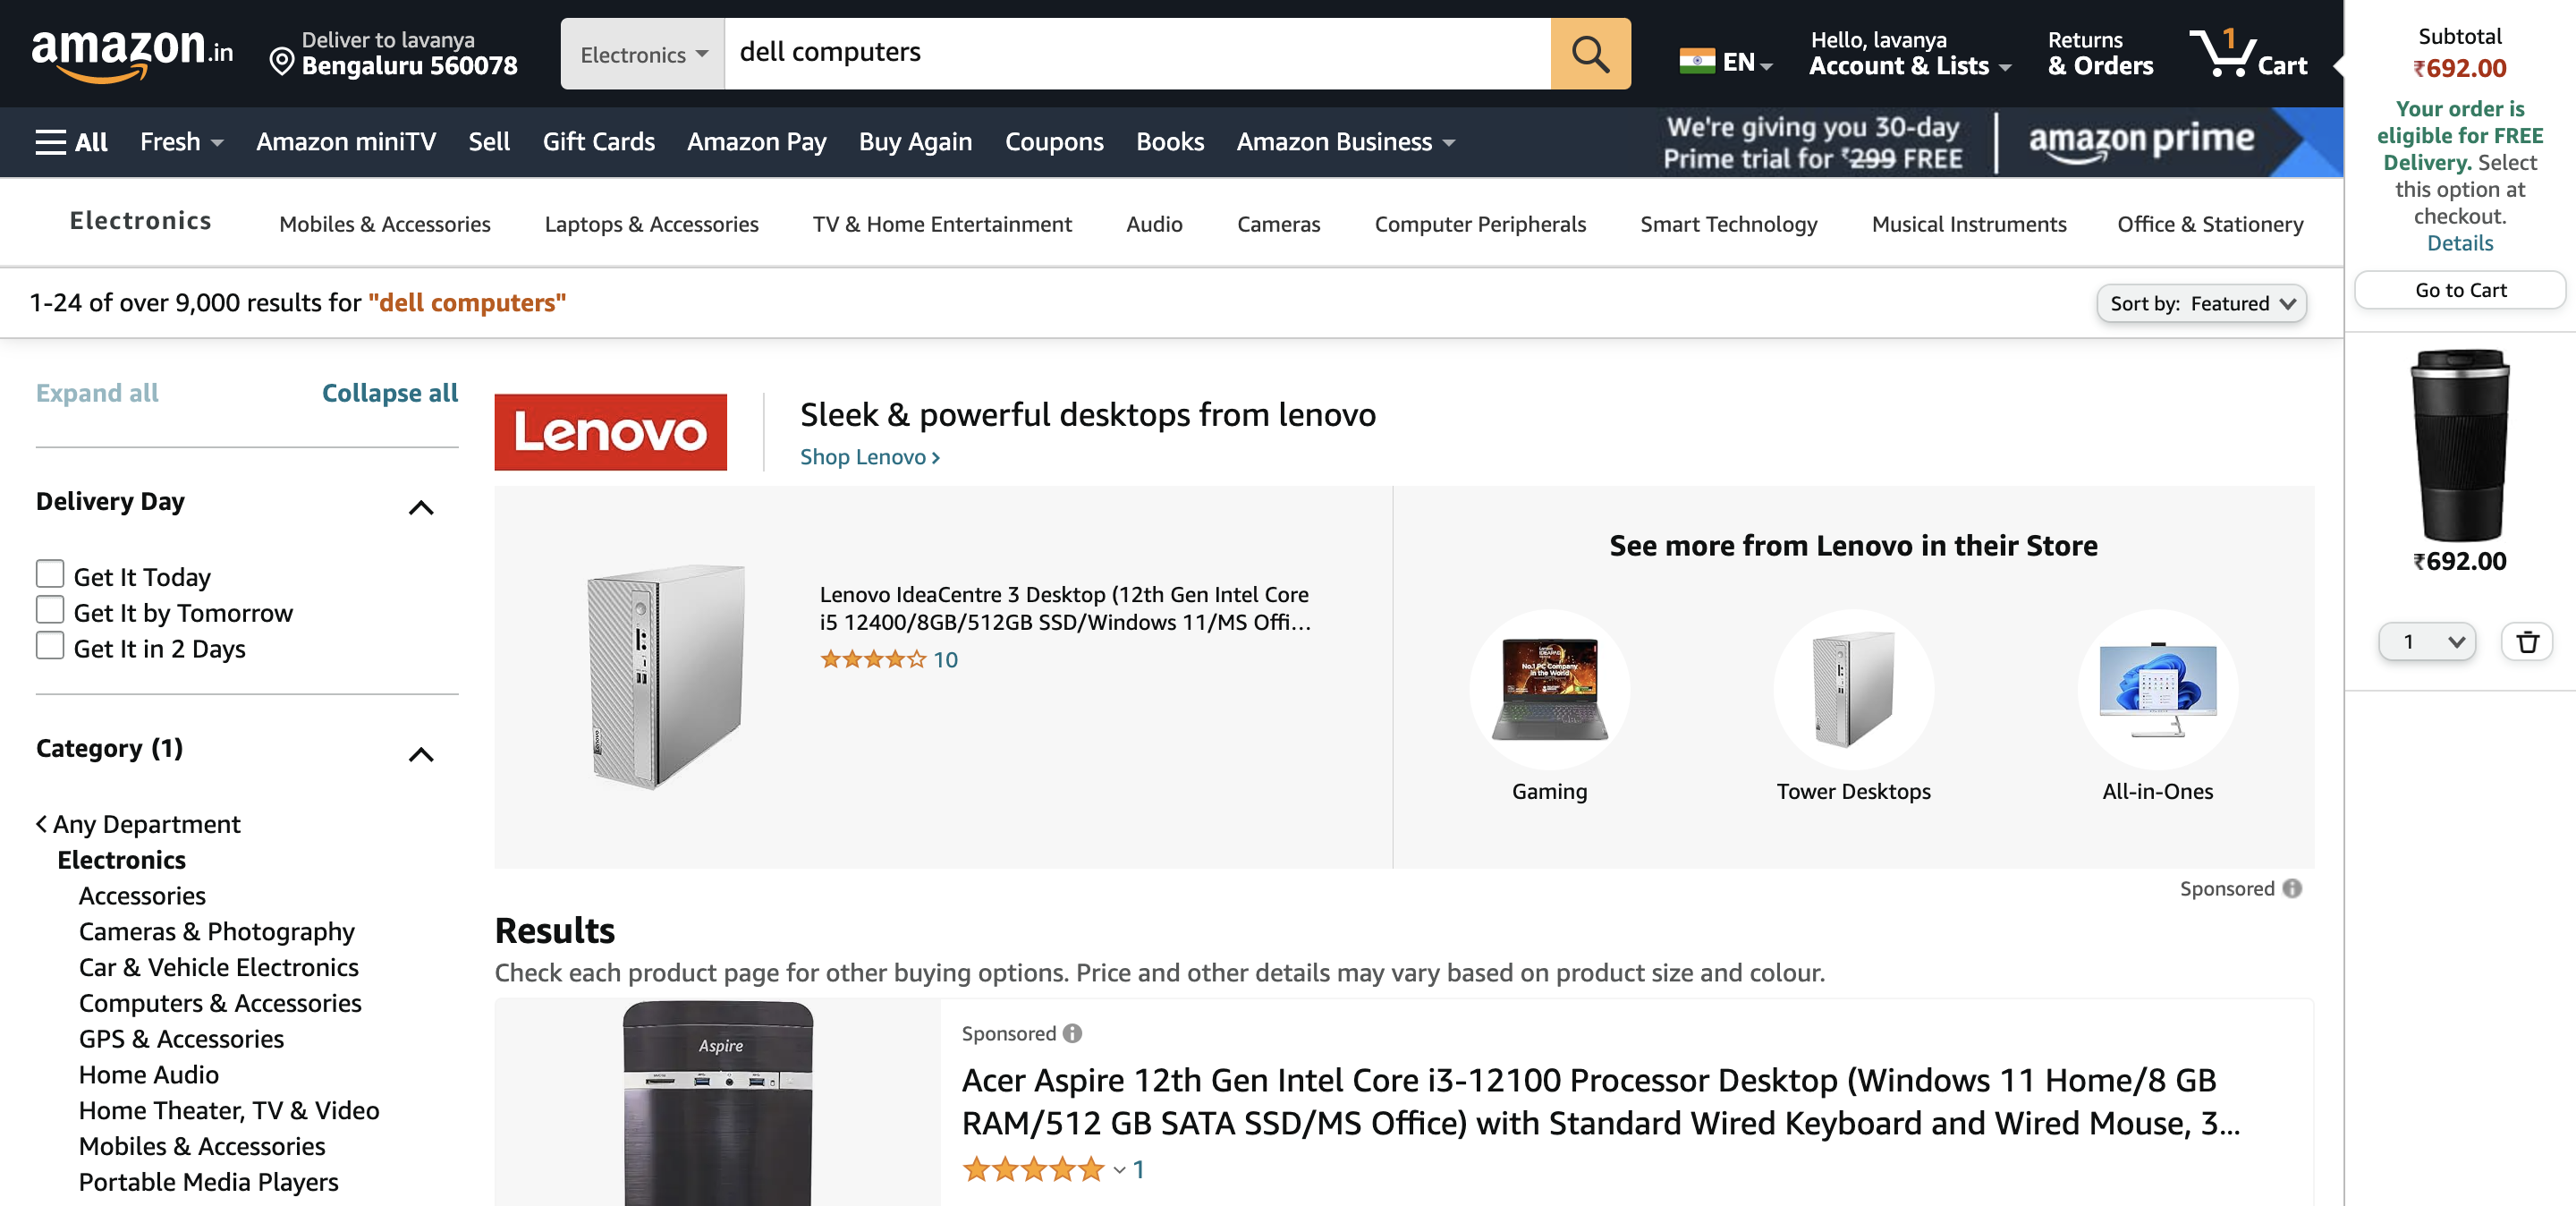 amazon.in
Deliver to lavanya
Bengaluru 560078
Electronics
dell computers
EN
Hello, lavanya
Account & Lists
Returns
& Orders
1
Cart
All
Fresh
Amazon miniTV
Sell
Gift Cards
Amazon Pay
Buy Again
Coupons
Books
Amazon Business
We're giving you 30-day
Prime trial for ₹299 FREE
amazon prime
Electronics
Mobiles & Accessories
Laptops & Accessories
TV & Home Entertainment
Audio
Cameras
Computer Peripherals
Smart Technology
Musical Instruments
Office & Stationery
1-24 of over 9,000 results for "dell computers"
Sort by: Featured
Expand all
Collapse all
Delivery Day
Get It Today
Get It by Tomorrow
Get It in 2 Days
Category (1)
Any Department
Electronics
Accessories
Cameras & Photography
Car & Vehicle Electronics
Computers & Accessories
GPS & Accessories
Home Audio
Home Theater, TV & Video
Mobiles & Accessories
Portable Media Players
Lenovo
Sleek & powerful desktops from lenovo
Shop Lenovo ›
Lenovo
Lenovo IdeaCentre 3 Desktop (12th Gen Intel Core
i5 12400/8GB/512GB SSD/Windows 11/MS Offi…
10
See more from Lenovo in their Store
No.1 PC Company
in the World
Gaming
Tower Desktops
All-in-Ones
Sponsored
Results
Check each product page for other buying options. Price and other details may vary based on product size and colour.
Aspire
Sponsored
Acer Aspire 12th Gen Intel Core i3-12100 Processor Desktop (Windows 11 Home/8 GB
RAM/512 GB SATA SSD/MS Office) with Standard Wired Keyboard and Wired Mouse, 3…
1
Subtotal
₹692.00
Your order is
eligible for FREE
Delivery. Select
this option at
checkout.
Details
Go to Cart
₹692.00
1